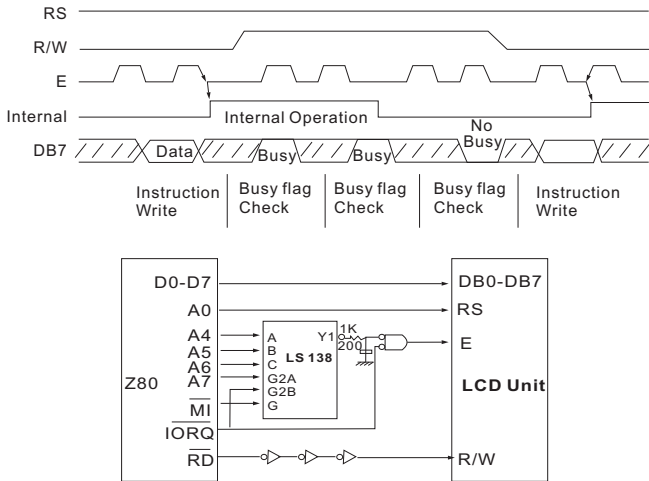 RS
R/W
E
Internal Internal Operation
DB7 Data Busy Busy No Busy
Instruction Write Busy flag Check Busy flag Check Busy flag Check Instruction Write
D0-D7 DB0-DB7
A0 RS
A4 A Y1 1K
A5 B 200 E
A6 C LS 138
A7 G2A LCD Unit
Z80 G2B
MI G
IORQ
RD R/W